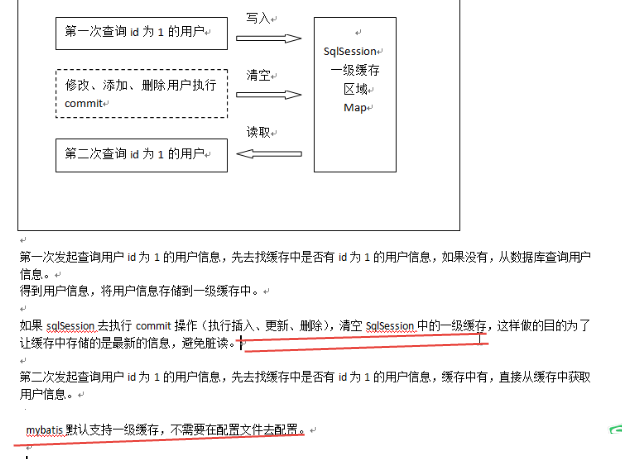 写入
第一次查询 id 为 1 的用户
SqlSession
一级缓存
区域
Map
清空
修改、添加、删除用户执行
commit
读取
第二次查询 id 为 1 的用户
第一次发起查询用户 id 为 1 的用户信息，先去找缓存中是否有 id 为 1 的用户信息，如果没有，从数据库查询用户
信息。
得到用户信息，将用户信息存储到一级缓存中。
如果 sqlSession 去执行 commit 操作（执行插入、更新、删除），清空 SqlSession 中的一级缓存，这样做的目的为了
让缓存中存储的是最新的信息，避免脏读。
第二次发起查询用户 id 为 1 的用户信息，先去找缓存中是否有 id 为 1 的用户信息，缓存中有，直接从缓存中获取
用户信息。
mybatis 默认支持一级缓存，不需要在配置文件去配置。